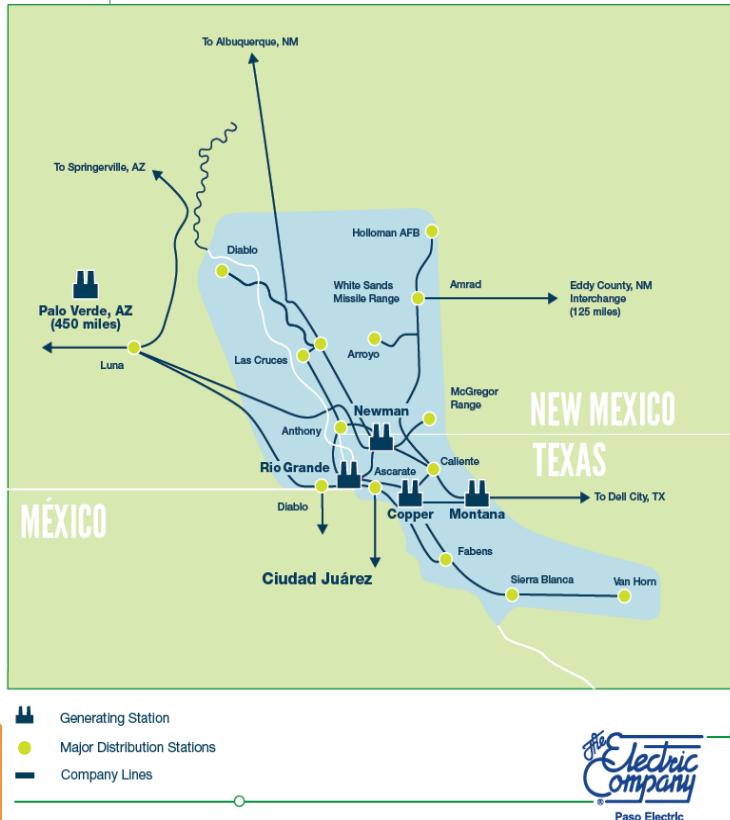 To Albuquerque, NM
To Springerville, AZ
Holloman AFB
Diablo
White Sands
Missile Range
Amrad
Eddy County, NM
Interchange
(125 miles)
Palo Verde, AZ
(450 miles)
Luna
Las Cruces
Arroyo
McGregor
Range
NEW MEXICO
Newman
Anthony
TEXAS
Rio Grande
Ascarate
Caliente
MÉXICO
Diablo
Copper
Montana
To Dell City, TX
Ciudad Juárez
Fabens
Sierra Blanca
Van Horn
Generating Station
Major Distribution Stations
Company Lines
The
Electric
Company
®
Paso Electric